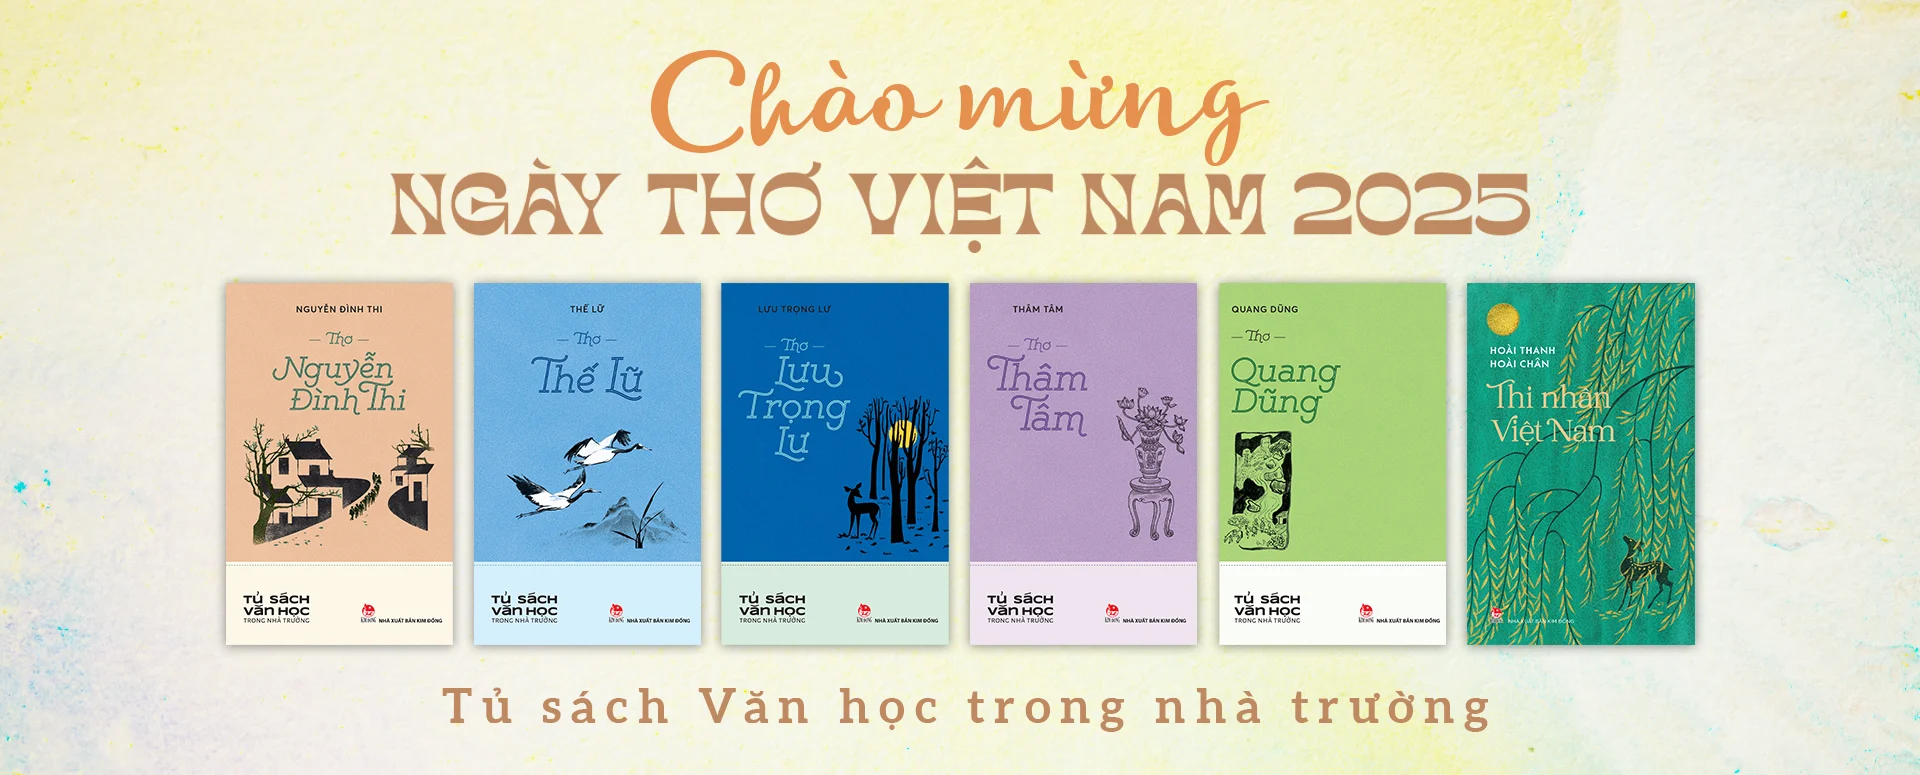 Chào mừng
NGÀY THƠ VIỆT NAM 2025
NGUYỄN ĐÌNH THI
Thơ
Nguyễn
Đình Thi
TỦ SÁCH
VĂN HỌC
TRONG NHÀ TRƯỜNG
NHÀ XUẤT BẢN KIM ĐỒNG
THẾ LỮ
Thơ
Thế Lữ
TỦ SÁCH
VĂN HỌC
TRONG NHÀ TRƯỜNG
NHÀ XUẤT BẢN KIM ĐỒNG
LƯU TRỌNG LƯ
Thơ
Lưu
Trọng
Lư
TỦ SÁCH
VĂN HỌC
TRONG NHÀ TRƯỜNG
NHÀ XUẤT BẢN KIM ĐỒNG
THÂM TÂM
Thơ
Thâm
Tâm
TỦ SÁCH
VĂN HỌC
TRONG NHÀ TRƯỜNG
NHÀ XUẤT BẢN KIM ĐỒNG
QUANG DŨNG
Thơ
Quang
Dũng
TỦ SÁCH
VĂN HỌC
TRONG NHÀ TRƯỜNG
NHÀ XUẤT BẢN KIM ĐỒNG
HOÀI THANH
HOÀI CHÂN
Thi nhân
Việt Nam
NHÀ XUẤT BẢN KIM ĐỒNG
Tủ sách Văn học trong nhà trường